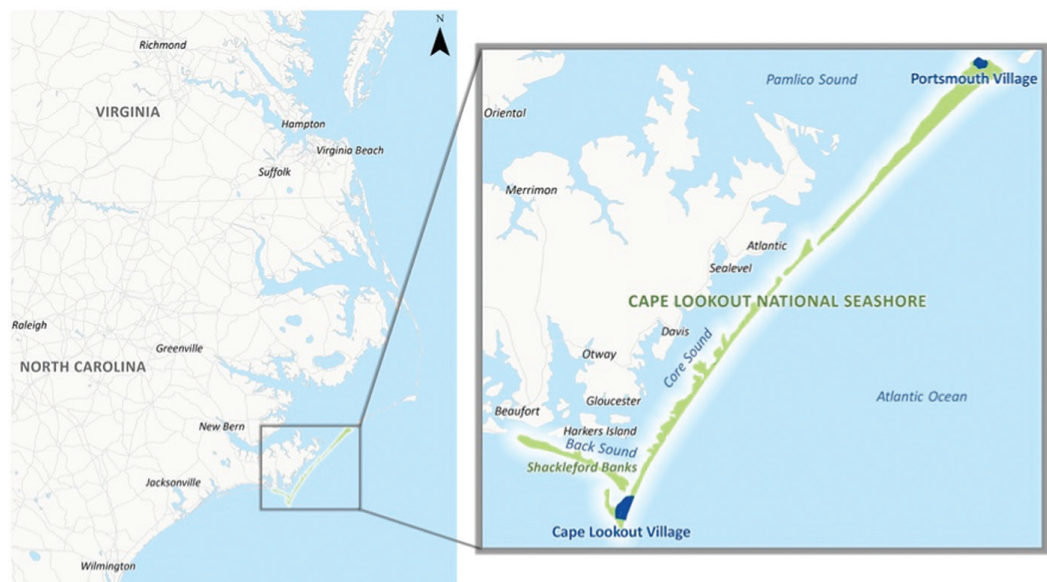 N
Richmond
VIRGINIA
Hampton
Virginia Beach
Suffolk
Raleigh
Greenville
NORTH CAROLINA
New Bern
Jacksonville
Wilmington
Pamlico Sound
Portsmouth Village
Oriental
Merrimon
Atlantic
Sealevel
CAPE LOOKOUT NATIONAL SEASHORE
Davis
Core Sound
Otway
Gloucester
Atlantic Ocean
Beaufort
Harkers Island
Back Sound
Shackleford Banks
Cape Lookout Village